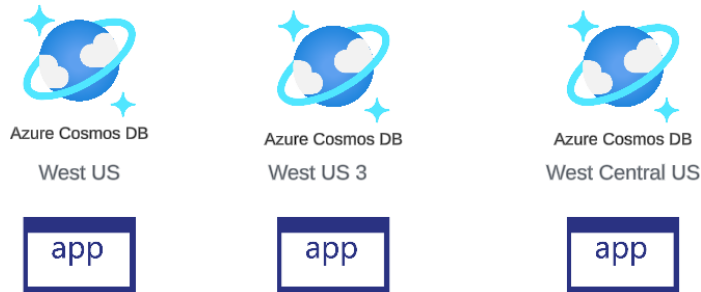 Azure Cosmos DB
Azure Cosmos DB
Azure Cosmos DB
West US
West US 3
West Central US
app
app
app